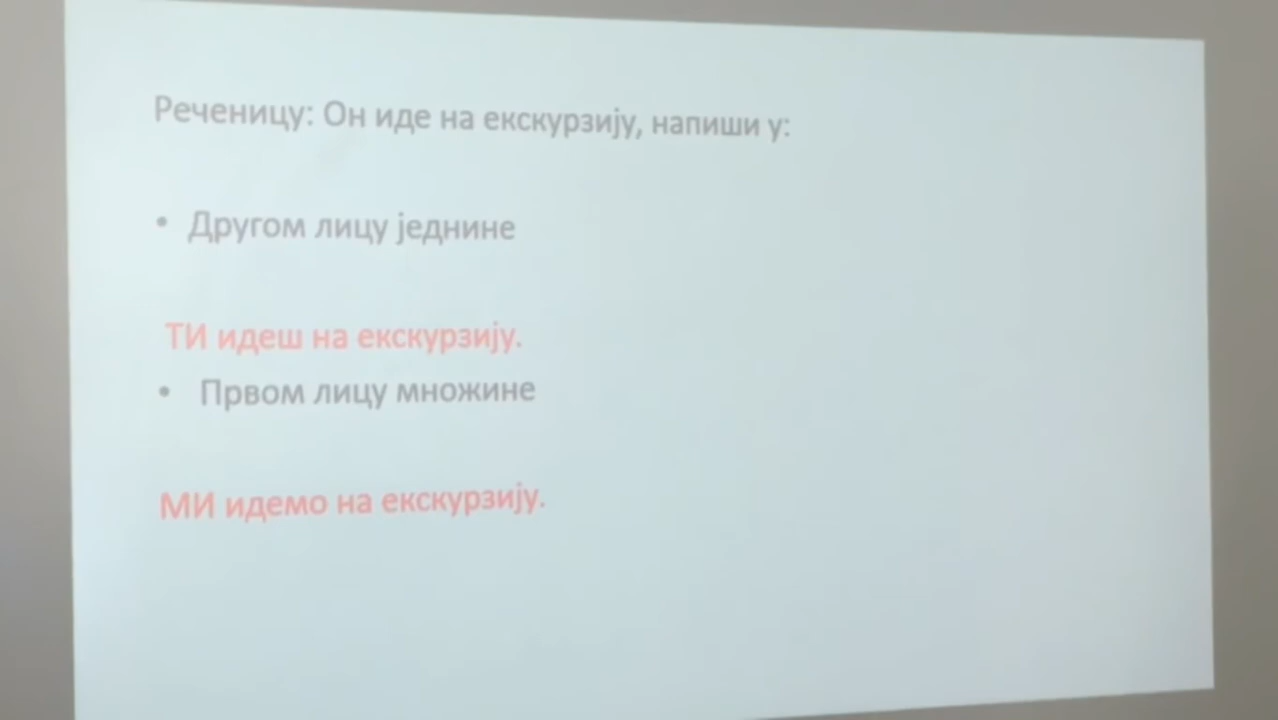 Реченицу: Он иде на екскурзију, напиши у:
• Другом лицу једнине
ТИ идеш на екскурзију.
• Првом лицу множине
МИ идемо на екскурзију.